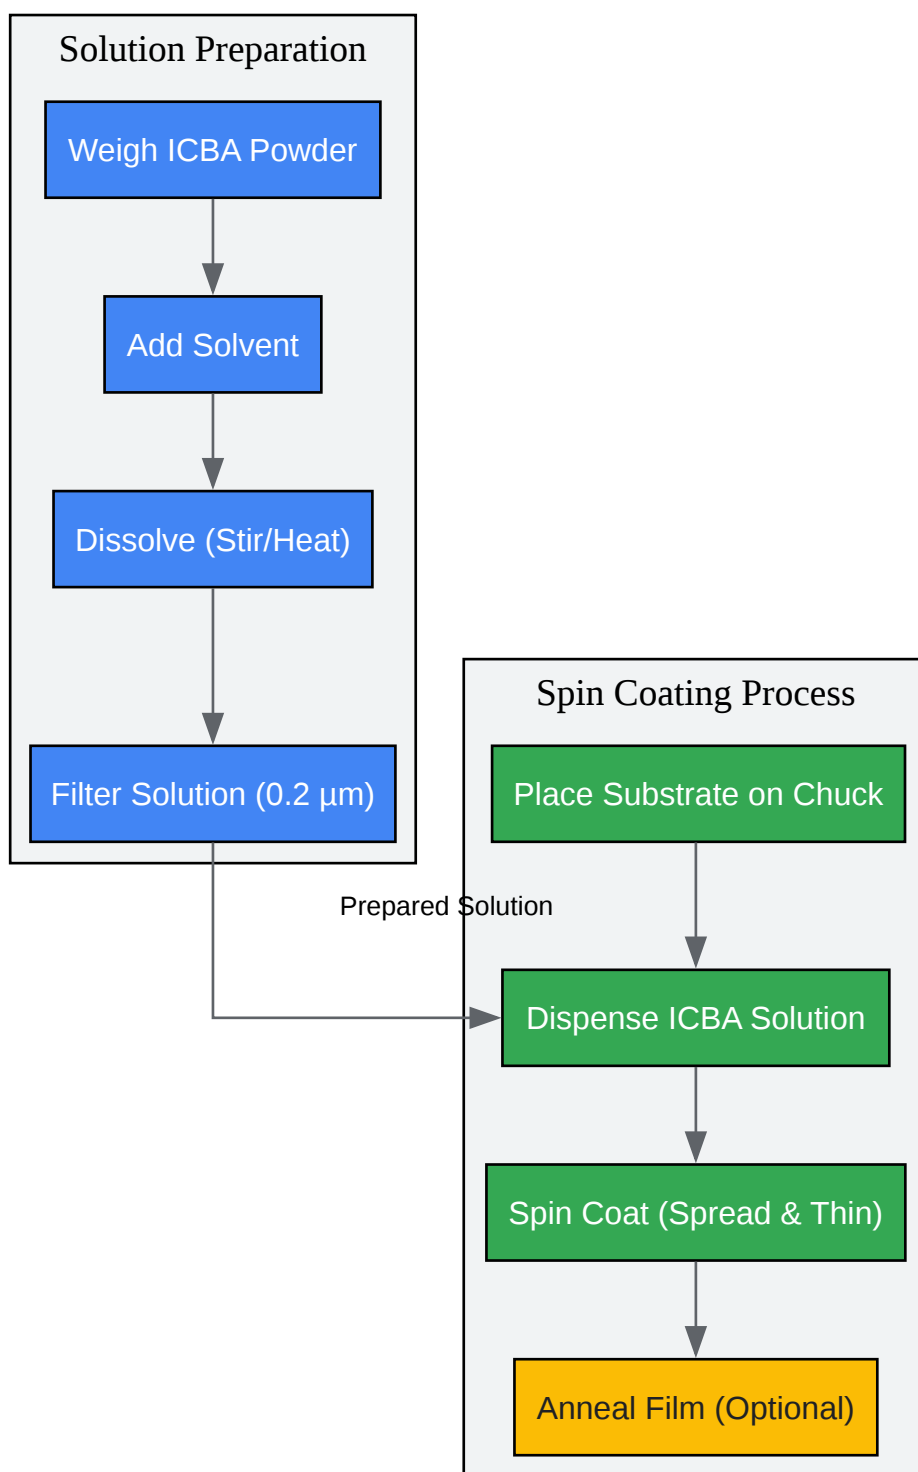 Solution Preparation
Weigh ICBA Powder
Add Solvent
Dissolve (Stir/Heat)
Filter Solution (0.2 µm)
Prepared Solution
Spin Coating Process
Place Substrate on Chuck
Dispense ICBA Solution
Spin Coat (Spread & Thin)
Anneal Film (Optional)